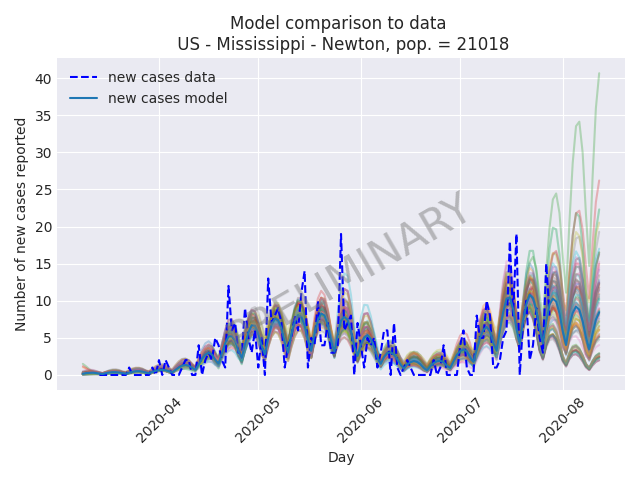 Model comparison to data
US - Mississippi - Newton, pop. = 21018
new cases data
new cases model
PRELIMINARY
Number of new cases reported
40
35
30
25
20
15
10
5
0
2020-04
2020-05
2020-06
2020-07
2020-08
Day